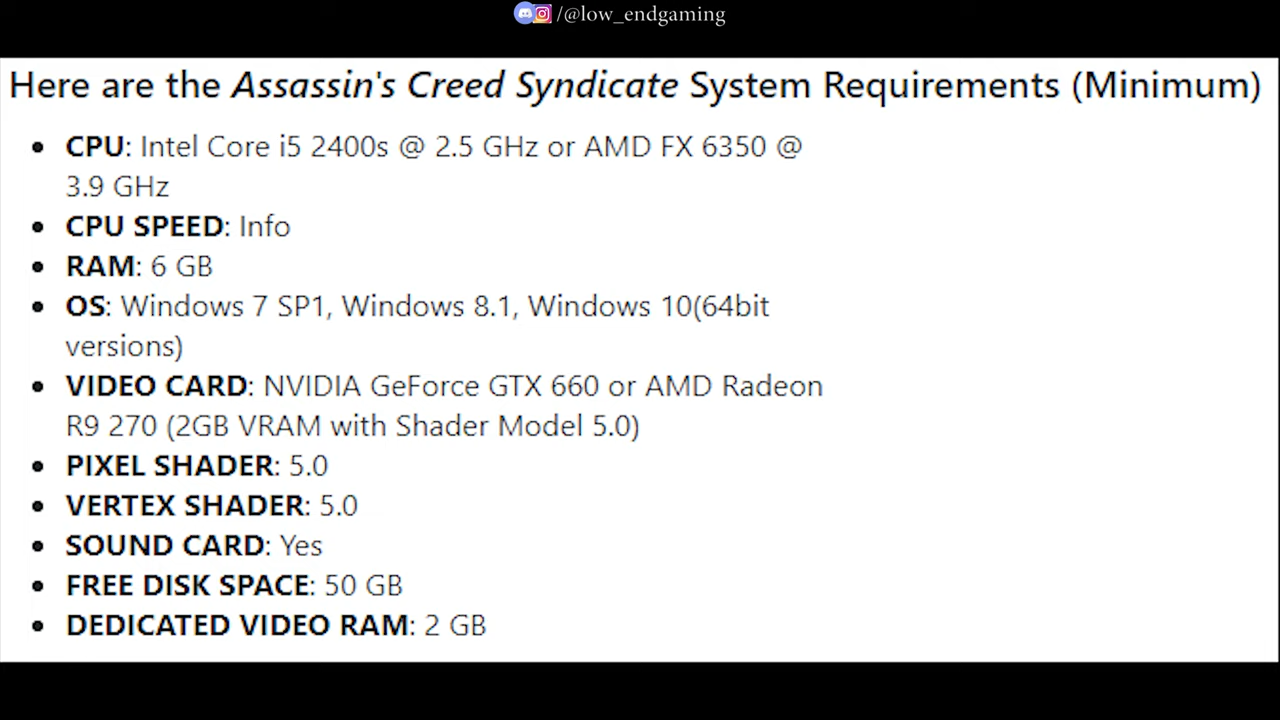 /@low_endgaming
Here are the Assassin's Creed Syndicate System Requirements (Minimum)
• CPU: Intel Core i5 2400s @ 2.5 GHz or AMD FX 6350 @
3.9 GHz
• CPU SPEED: Info
• RAM: 6 GB
• OS: Windows 7 SP1, Windows 8.1, Windows 10(64bit
versions)
• VIDEO CARD: NVIDIA GeForce GTX 660 or AMD Radeon
R9 270 (2GB VRAM with Shader Model 5.0)
• PIXEL SHADER: 5.0
• VERTEX SHADER: 5.0
• SOUND CARD: Yes
• FREE DISK SPACE: 50 GB
• DEDICATED VIDEO RAM: 2 GB